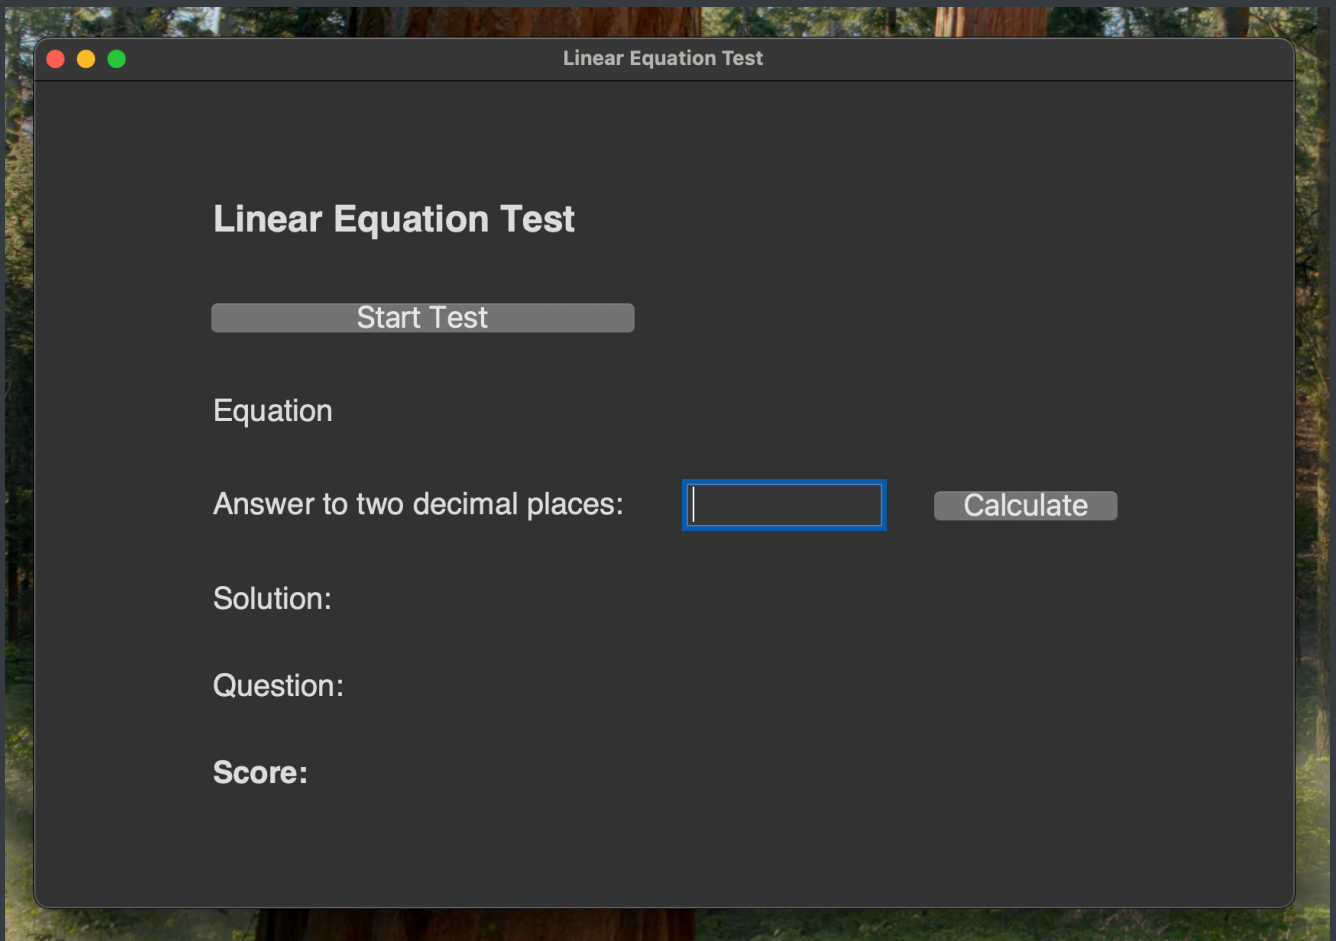 Linear Equation Test
Linear Equation Test
Start Test
Equation
Answer to two decimal places: Calculate
Solution:
Question:
Score: